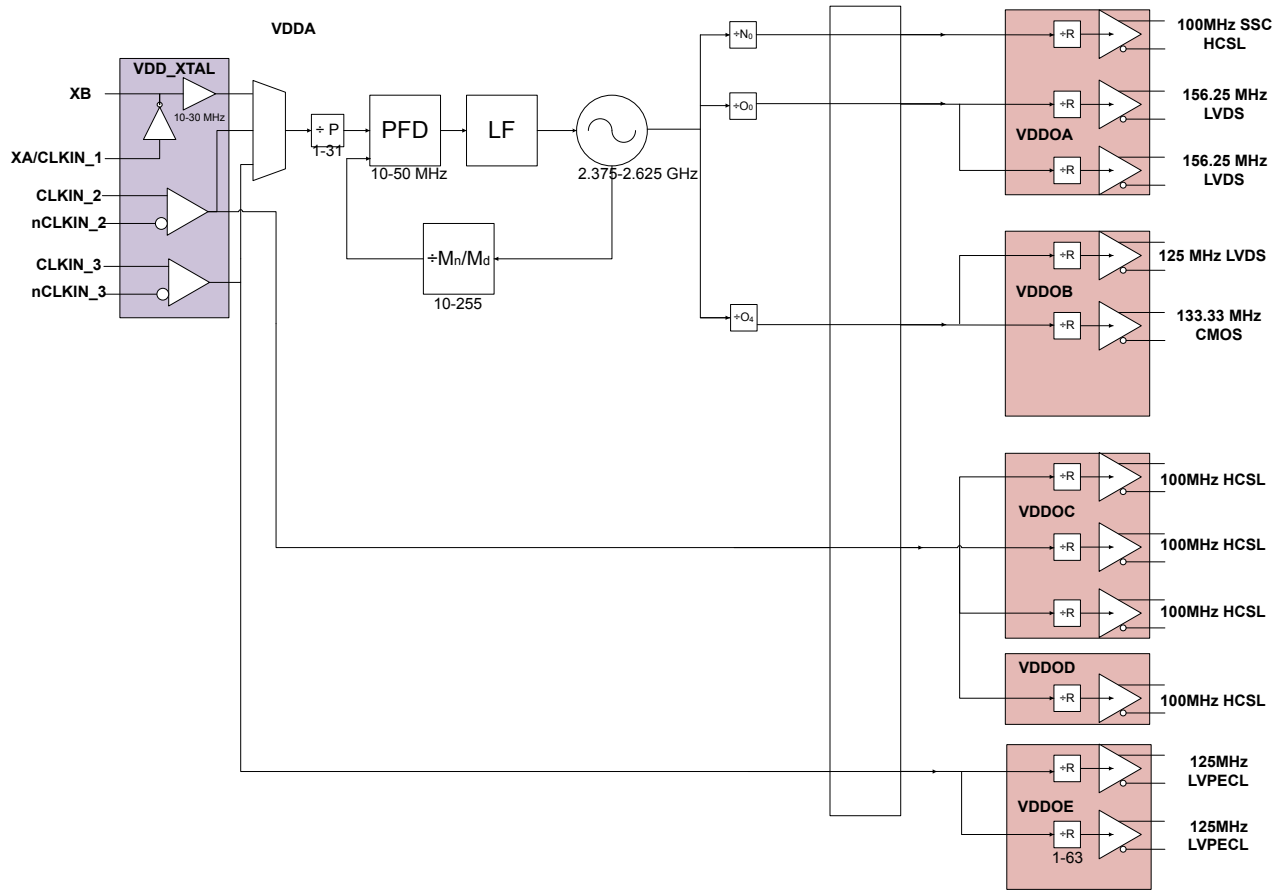 VDDA
VDD_XTAL
XB
10-30 MHz
XA/CLKIN_1
CLKIN_2
nCLKIN_2
CLKIN_3
nCLKIN_3
÷ P
1-31
PFD
10-50 MHz
LF
2.375-2.625 GHz
÷Mn/Md
10-255
÷N0
÷O0
÷O4
÷R
100MHz SSC
HCSL
÷R
156.25 MHz
LVDS
VDDOA
÷R
156.25 MHz
LVDS
÷R
125 MHz LVDS
VDDOB
÷R
133.33 MHz
CMOS
÷R
100MHz HCSL
VDDOC
÷R
100MHz HCSL
÷R
100MHz HCSL
VDDOD
÷R
100MHz HCSL
÷R
125MHz
LVPECL
VDDOE
÷R
1-63
125MHz
LVPECL